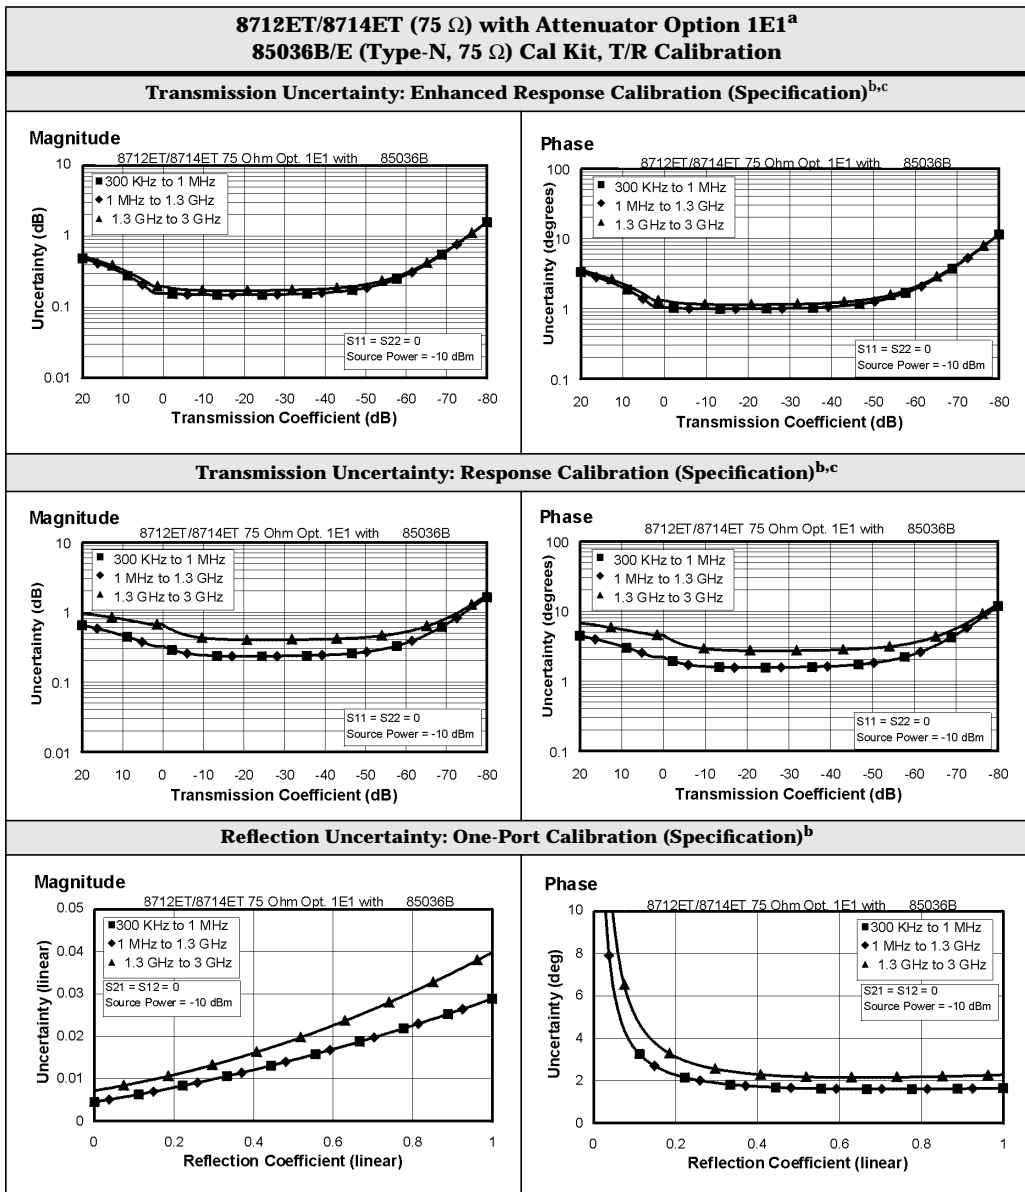 8712ET/8714ET (75 Ω) with Attenuator Option 1E1a
85036B/E (Type-N, 75 Ω) Cal Kit, T/R Calibration
Transmission Uncertainty: Enhanced Response Calibration (Specification)b,c
Magnitude
8712ET/8714ET 75 Ohm Opt. 1E1 with 85036B
10
1
0.1
0.01
Uncertainty (dB)
300 KHz to 1 MHz
1 MHz to 1.3 GHz
1.3 GHz to 3 GHz
S11 = S22 = 0
Source Power = -10 dBm
20 10 0 -10 -20 -30 -40 -50 -60 -70 -80
Transmission Coefficient (dB)
Phase
8712ET/8714ET 75 Ohm Opt. 1E1 with 85036B
100
10
1
0.1
Uncertainty (degrees)
300 KHz to 1 MHz
1 MHz to 1.3 GHz
1.3 GHz to 3 GHz
S11 = S22 = 0
Source Power = -10 dBm
20 10 0 -10 -20 -30 -40 -50 -60 -70 -80
Transmission Coefficient (dB)
Transmission Uncertainty: Response Calibration (Specification)b,c
Magnitude
8712ET/8714ET 75 Ohm Opt. 1E1 with 85036B
10
1
0.1
0.01
Uncertainty (dB)
300 KHz to 1 MHz
1 MHz to 1.3 GHz
1.3 GHz to 3 GHz
S11 = S22 = 0
Source Power = -10 dBm
20 10 0 -10 -20 -30 -40 -50 -60 -70 -80
Transmission Coefficient (dB)
Phase
8712ET/8714ET 75 Ohm Opt. 1E1 with 85036B
100
10
1
0.1
Uncertainty (degrees)
300 KHz to 1 MHz
1 MHz to 1.3 GHz
1.3 GHz to 3 GHz
S11 = S22 = 0
Source Power = -10 dBm
20 10 0 -10 -20 -30 -40 -50 -60 -70 -80
Transmission Coefficient (dB)
Reflection Uncertainty: One-Port Calibration (Specification)b
Magnitude
8712ET/8714ET 75 Ohm Opt. 1E1 with 85036B
0.05
0.04
0.03
0.02
0.01
0
Uncertainty (linear)
300 KHz to 1 MHz
1 MHz to 1.3 GHz
1.3 GHz to 3 GHz
S21 = S12 = 0
Source Power = -10 dBm
0 0.2 0.4 0.6 0.8 1
Reflection Coefficient (linear)
Phase
8712ET/8714ET 75 Ohm Opt. 1E1 with 85036B
10
8
6
4
2
0
Uncertainty (deg)
300 KHz to 1 MHz
1 MHz to 1.3 GHz
1.3 GHz to 3 GHz
S21 = S12 = 0
Source Power = -10 dBm
0 0.2 0.4 0.6 0.8 1
Reflection Coefficient (linear)